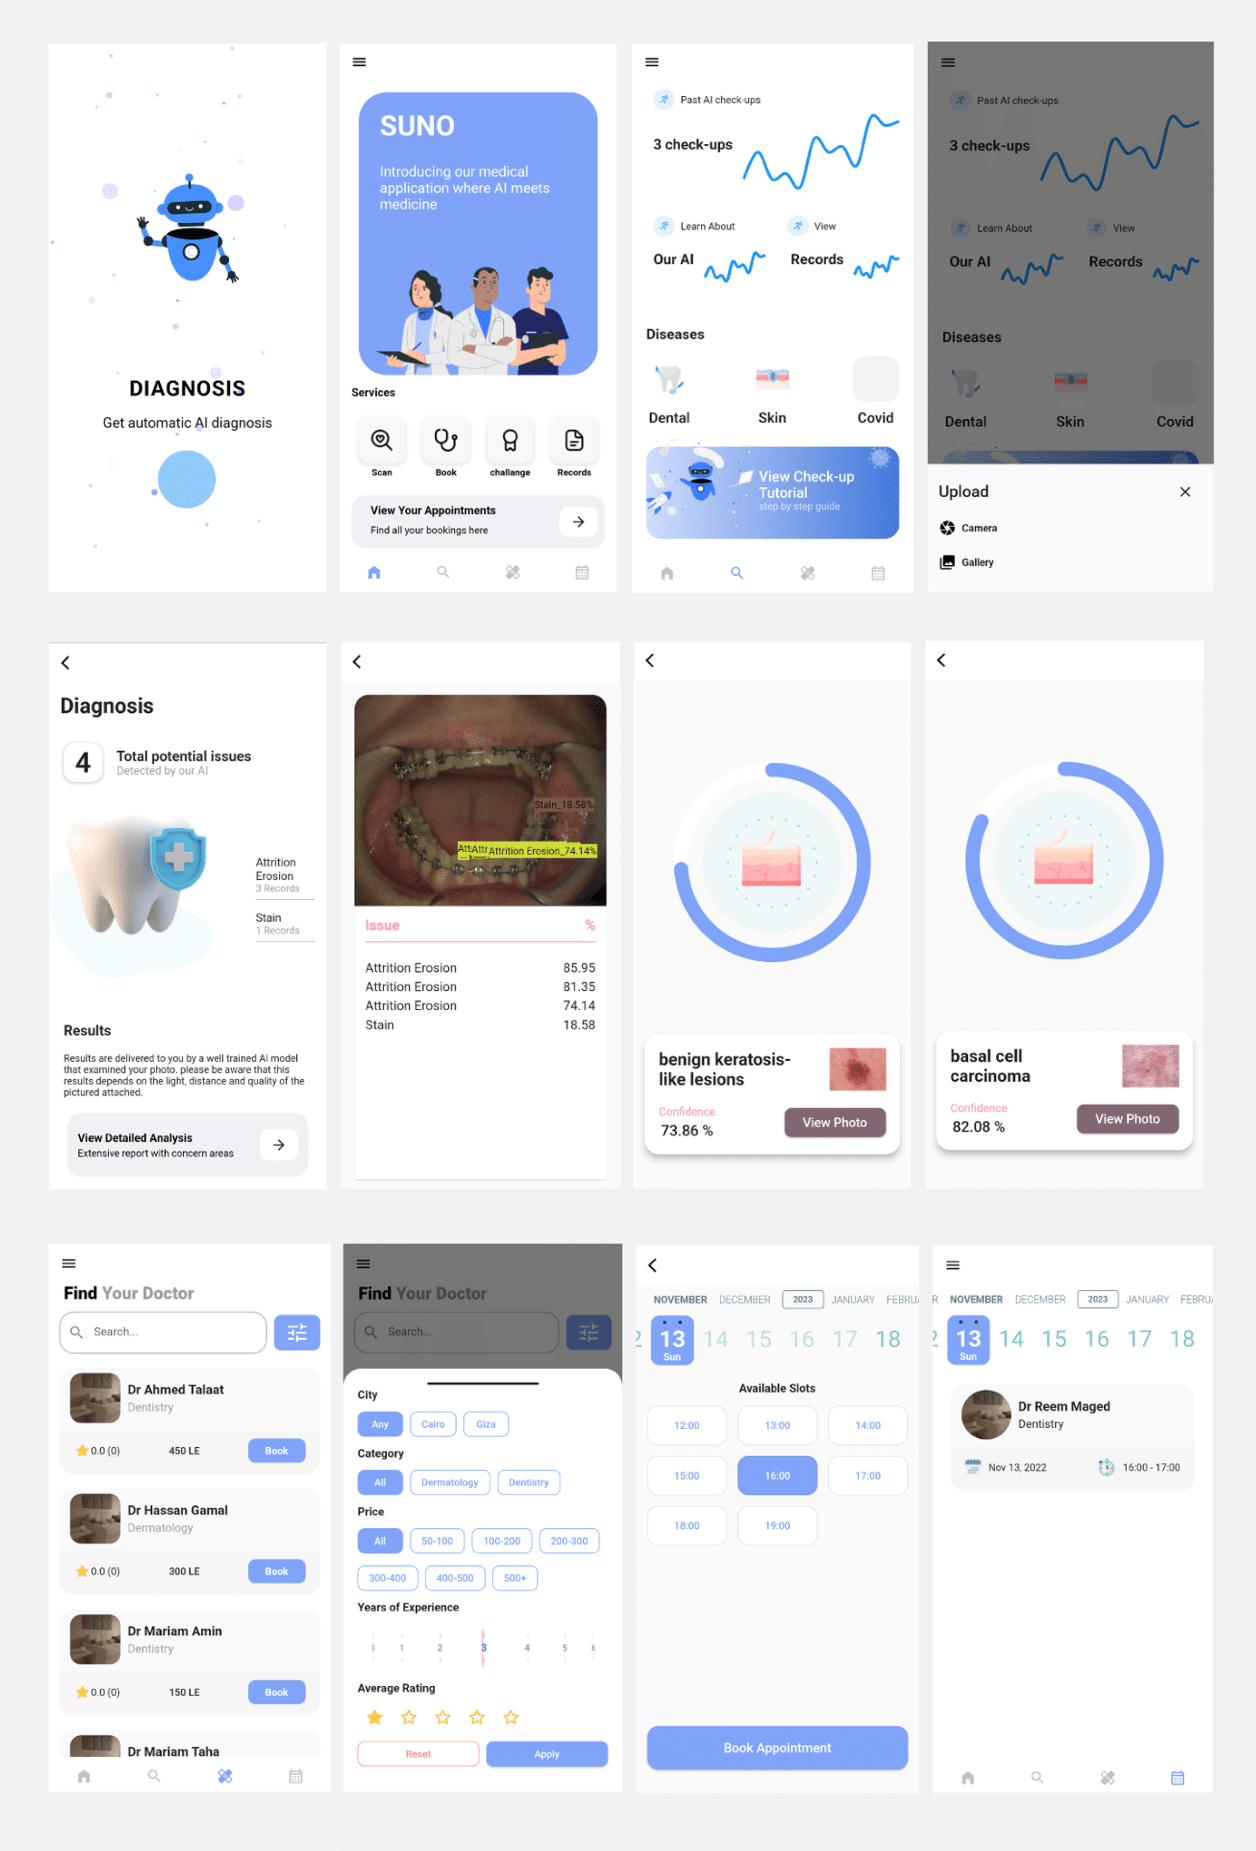 DIAGNOSIS
Get automatic AI diagnosis
SUNO
Introducing our medical
application where AI meets
medicine
Services
Scan
Book
challange
Records
View Your Appointments
Find all your bookings here
Past AI check-ups
3 check-ups
Learn About
View
Our AI
Records
Diseases
Dental
Skin
Covid
View Check-up
Tutorial
step by step guide
Past AI check-ups
3 check-ups
Learn About
View
Our AI
Records
Diseases
Dental
Skin
Covid
Upload
Camera
Gallery
Diagnosis
4
Total potential issues
Detected by our AI
Attrition
Erosion
3 Records
Stain
1 Records
Results
Results are delivered to you by a well trained AI model
that examined your photo. please be aware that this
results depends on the light, distance and quality of the
pictured attached.
View Detailed Analysis
Extensive report with concern areas
Stain_18.58%
Attrition Erosion_74.14%
Issue %
Attrition Erosion 85.95
Attrition Erosion 81.35
Attrition Erosion 74.14
Stain 18.58
benign keratosis-
like lesions
Confidence
73.86 %
View Photo
basal cell
carcinoma
Confidence
82.08 %
View Photo
Find Your Doctor
Search...
Dr Ahmed Talaat
Dentistry
0.0 (0) 450 LE Book
Dr Hassan Gamal
Dermatology
0.0 (0) 300 LE Book
Dr Mariam Amin
Dentistry
0.0 (0) 150 LE Book
Dr Mariam Taha
Find Your Doctor
Search...
City
Any Cairo Giza
Category
All Dermatology Dentistry
Price
All 50-100 100-200 200-300
300-400 400-500 500+
Years of Experience
1 2 3 4 5 6
Average Rating
Reset Apply
NOVEMBER DECEMBER 2023 JANUARY FEBRU
2 13 14 15 16 17 18
Sun
Available Slots
12:00 13:00 14:00
15:00 16:00 17:00
18:00 19:00
Book Appointment
R NOVEMBER DECEMBER 2023 JANUARY FEBRU
2 13 14 15 16 17 18
Sun
Dr Reem Maged
Dentistry
Nov 13, 2022 16:00 - 17:00